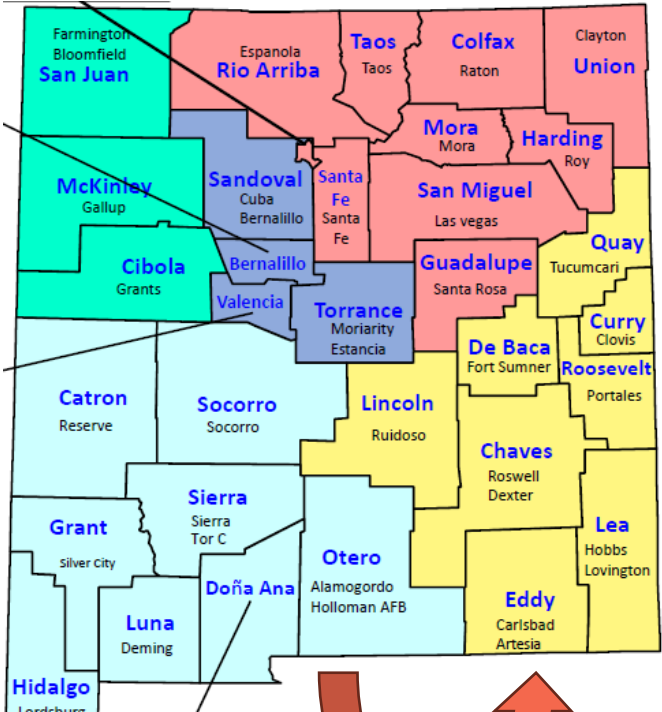 Farmington
Bloomfield
San Juan
Espanola
Rio Arriba
Taos
Taos
Colfax
Raton
Clayton
Union
Mora
Mora
Harding
Roy
McKinley
Gallup
Sandoval
Cuba
Bernalillo
Santa
Fe
Santa
Fe
San Miguel
Las vegas
Quay
Tucumcari
Cibola
Grants
Bernalillo
Guadalupe
Santa Rosa
Valencia
Torrance
Moriarity
Estancia
Curry
Clovis
De Baca
Fort Sumner
Roosevelt
Portales
Catron
Reserve
Socorro
Socorro
Lincoln
Ruidoso
Chaves
Roswell
Dexter
Sierra
Sierra
Tor C
Grant
Silver City
Otero
Alamogordo
Holloman AFB
Lea
Hobbs
Lovington
Doña Ana
Luna
Deming
Eddy
Carlsbad
Artesia
Hidalgo
Lordsburg